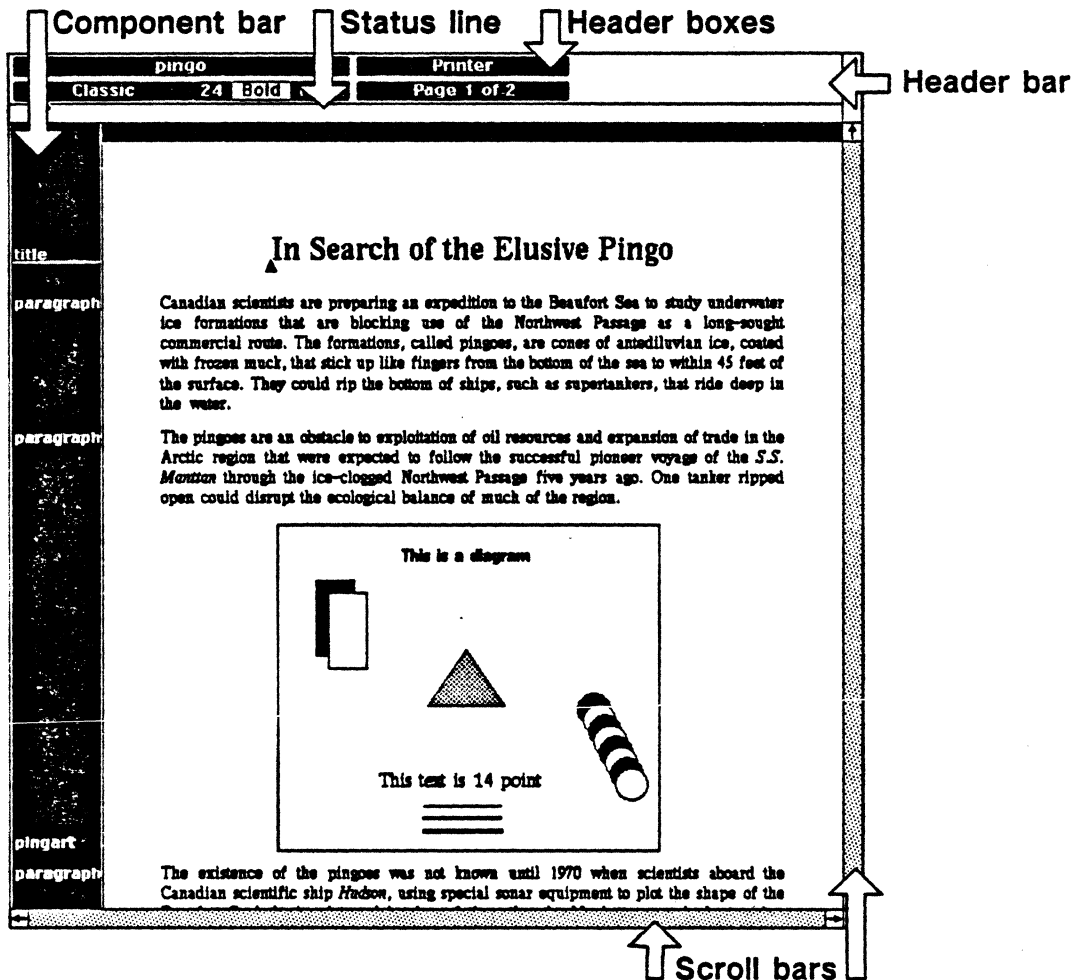 Component bar
Status line
Header boxes
pingo
Printer
Classic 24 Bold
Page 1 of 2
Header bar
title
In Search of the Elusive Pingo
paragraph
Canadian scientists are preparing an expedition to the Beaufort Sea to study underwater
ice formations that are blocking use of the Northwest Passage as a long-sought
commercial route. The formations, called pingoes, are cones of antediluvian ice, coated
with frozen muck, that stick up like fingers from the bottom of the sea to within 45 feet of
the surface. They could rip the bottom of ships, such as supertankers, that ride deep in
the water.
paragraph
The pingoes are an obstacle to exploitation of oil resources and expansion of trade in the
Arctic region that were expected to follow the successful pioneer voyage of the S.S.
Manttan through the ice-clogged Northwest Passage five years ago. One tanker ripped
open could disrupt the ecological balance of much of the region.
This is a diagram
This text is 14 point
pingart
paragraph
The existence of the pingoes was not known until 1970 when scientists aboard the
Canadian scientific ship Hudson, using special sonar equipment to plot the shape of the
Scroll bars